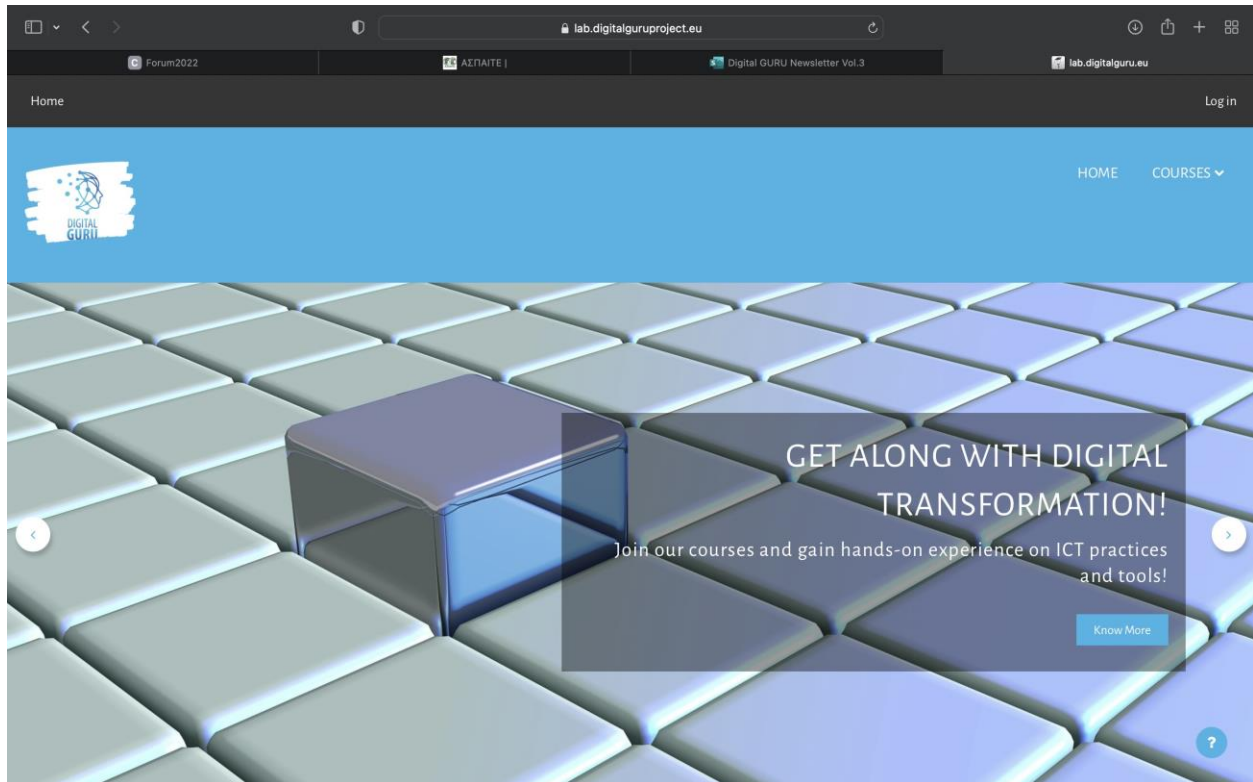 lab.digitalguruproject.eu
C Forum2022
ΑΣΠΑΙΤΕ |
Digital GURU Newsletter Vol.3
lab.digitalguru.eu
Home
Log in
DIGITAL
GURU
HOME
COURSES
GET ALONG WITH DIGITAL
TRANSFORMATION!
Join our courses and gain hands-on experience on ICT practices
and tools!
Know More
?